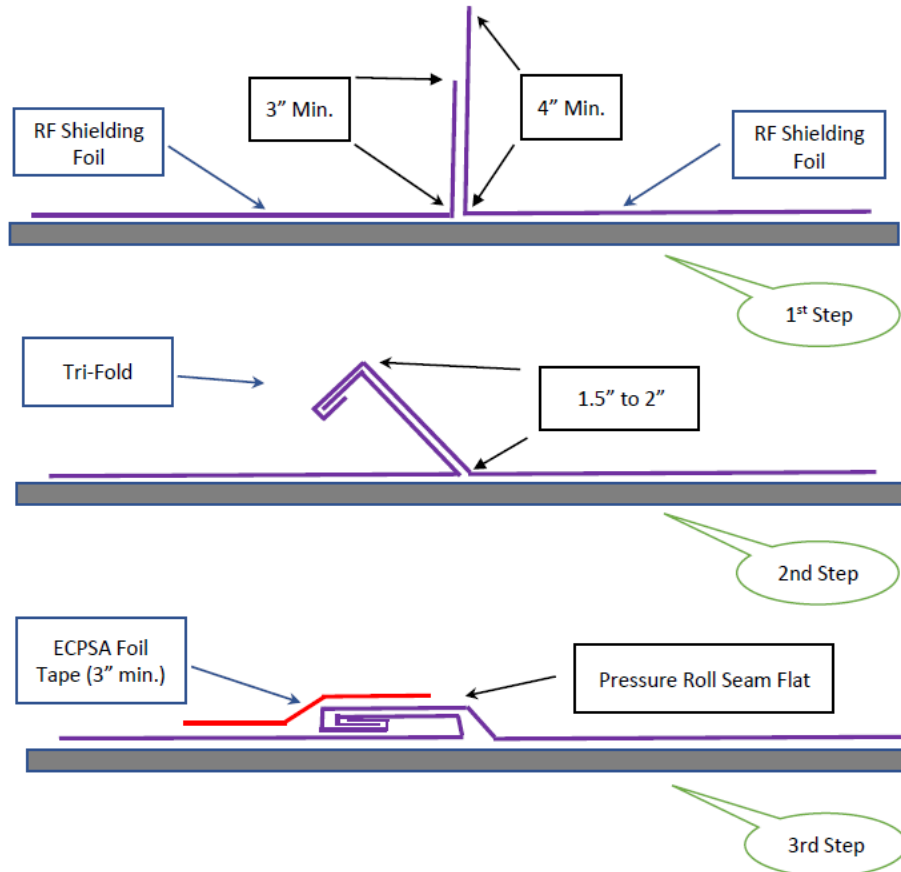 3” Min.
4” Min.
RF Shielding
Foil
RF Shielding
Foil
1st Step
Tri-Fold
1.5” to 2”
2nd Step
ECPSA Foil
Tape (3” min.)
Pressure Roll Seam Flat
3rd Step